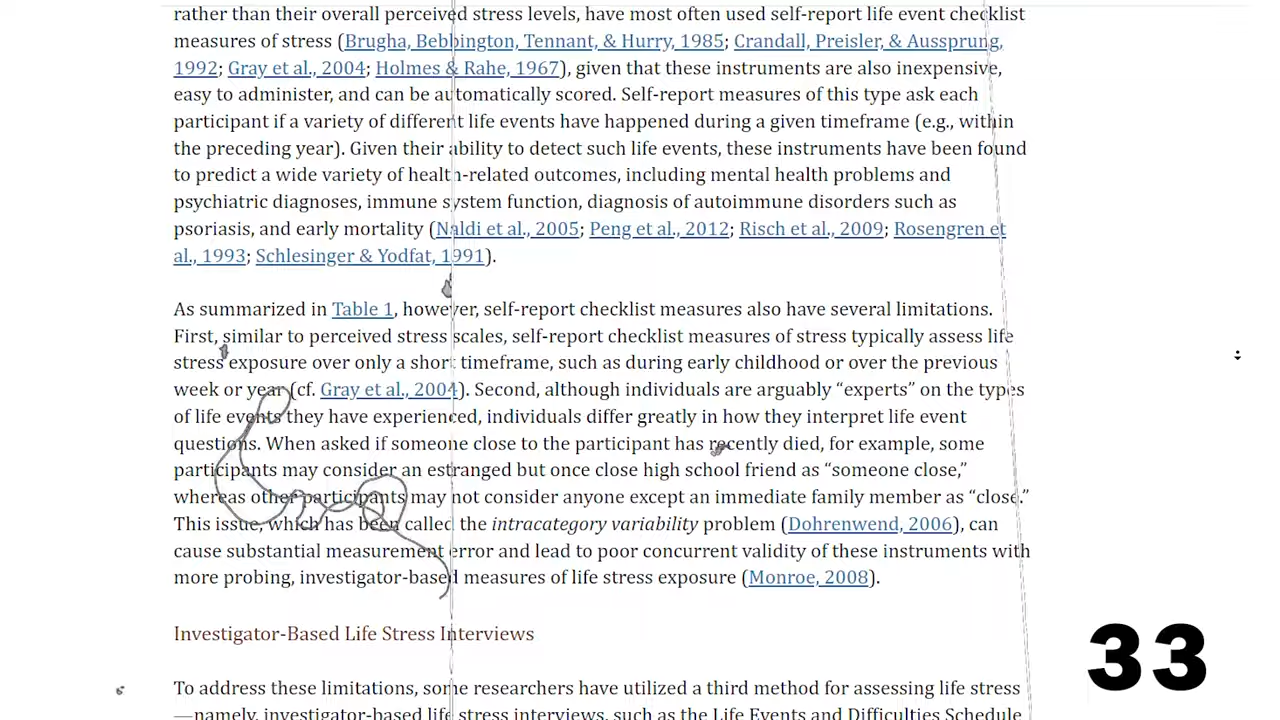 rather than their overall perceived stress levels, have most often used self-report life event checklist
measures of stress (Brugha, Bebbington, Tennant, & Hurry, 1985; Crandall, Preisler, & Aussprung,
1992; Gray et al., 2004; Holmes & Rahe, 1967), given that these instruments are also inexpensive,
easy to administer, and can be automatically scored. Self-report measures of this type ask each
participant if a variety of different life events have happened during a given timeframe (e.g., within
the preceding year). Given their ability to detect such life events, these instruments have been found
to predict a wide variety of health-related outcomes, including mental health problems and
psychiatric diagnoses, immune system function, diagnosis of autoimmune disorders such as
psoriasis, and early mortality (Naldi et al., 2005; Peng et al., 2012; Risch et al., 2009; Rosengren et
al., 1993; Schlesinger & Yodfat, 1991).
As summarized in Table 1, however, self-report checklist measures also have several limitations.
First, similar to perceived stress scales, self-report checklist measures of stress typically assess life
stress exposure over only a short timeframe, such as during early childhood or over the previous
week or year (cf. Gray et al., 2004). Second, although individuals are arguably “experts” on the types
of life events they have experienced, individuals differ greatly in how they interpret life event
questions. When asked if someone close to the participant has recently died, for example, some
participants may consider an estranged but once close high school friend as “someone close,”
whereas other participants may not consider anyone except an immediate family member as “close.”
This issue, which has been called the intracategory variability problem (Dohrenwend, 2006), can
cause substantial measurement error and lead to poor concurrent validity of these instruments with
more probing, investigator-based measures of life stress exposure (Monroe, 2008).
Investigator-Based Life Stress Interviews
33
To address these limitations, some researchers have utilized a third method for assessing life stress
—namely, investigator-based life stress interviews, such as the Life Events and Difficulties Schedule